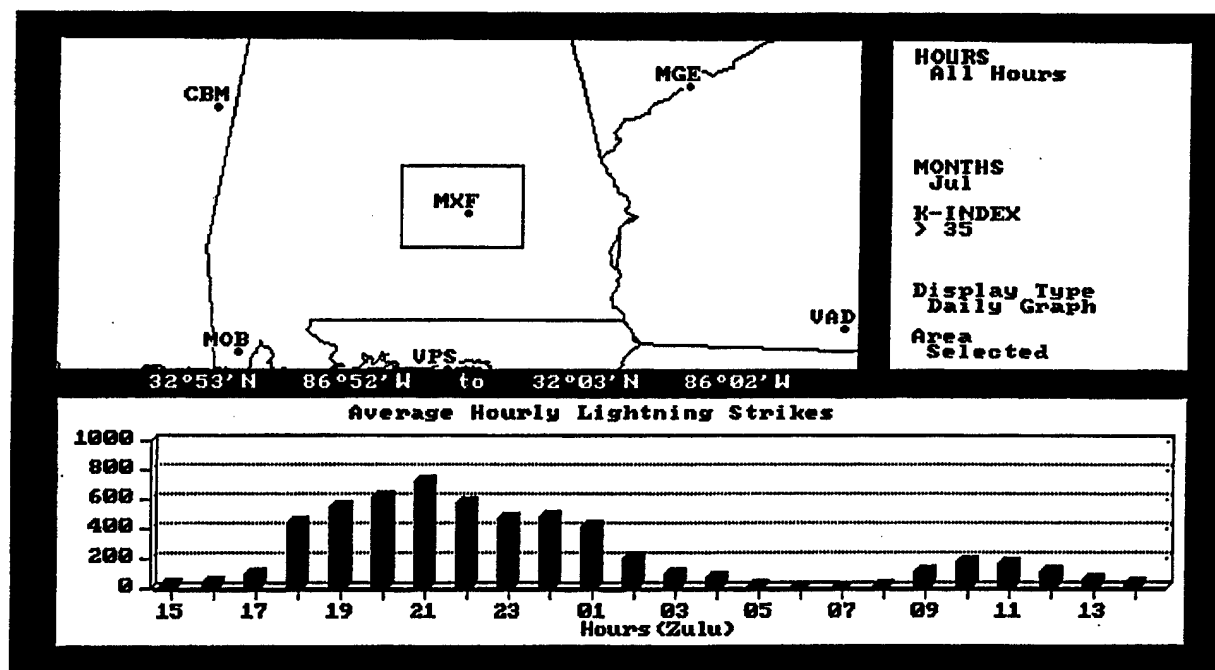 CBM
MGE
MXF
MOB
VPS
VAD
HOURS
All Hours
MONTHS
Jul
K-INDEX
> 35
Display Type
Daily Graph
Area
Selected
32°53'N 86°52'W to 32°03'N 86°02'W
Average Hourly Lightning Strikes
1000
800
600
400
200
0
15 17 19 21 23 01 03 05 07 09 11 13
Hours(Zulu)